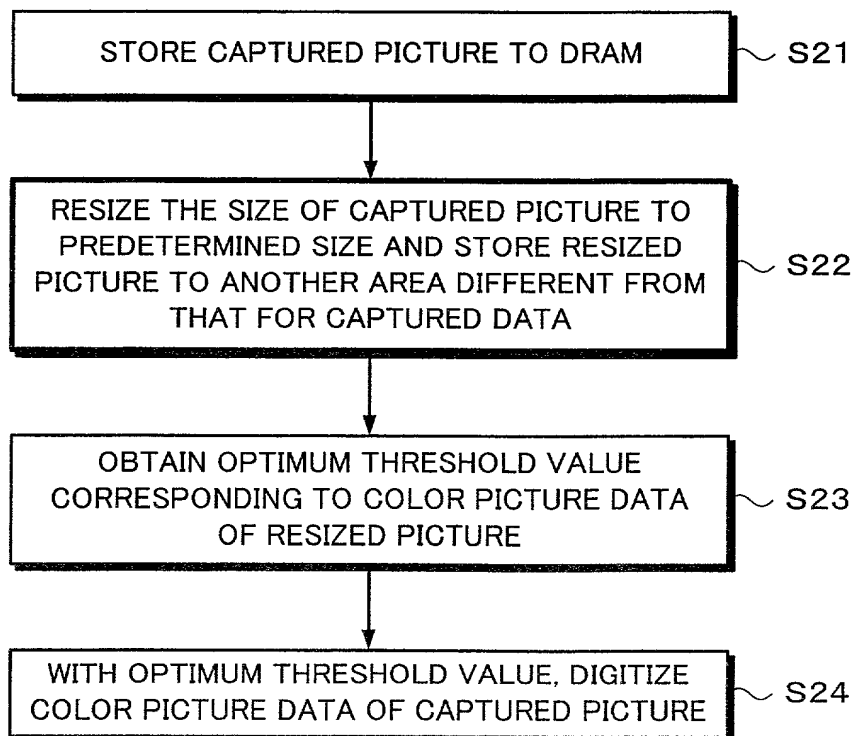 STORE CAPTURED PICTURE TO DRAM
S21
RESIZE THE SIZE OF CAPTURED PICTURE TO
PREDETERMINED SIZE AND STORE RESIZED
PICTURE TO ANOTHER AREA DIFFERENT FROM
THAT FOR CAPTURED DATA
S22
OBTAIN OPTIMUM THRESHOLD VALUE
CORRESPONDING TO COLOR PICTURE DATA
OF RESIZED PICTURE
S23
WITH OPTIMUM THRESHOLD VALUE, DIGITIZE
COLOR PICTURE DATA OF CAPTURED PICTURE
S24